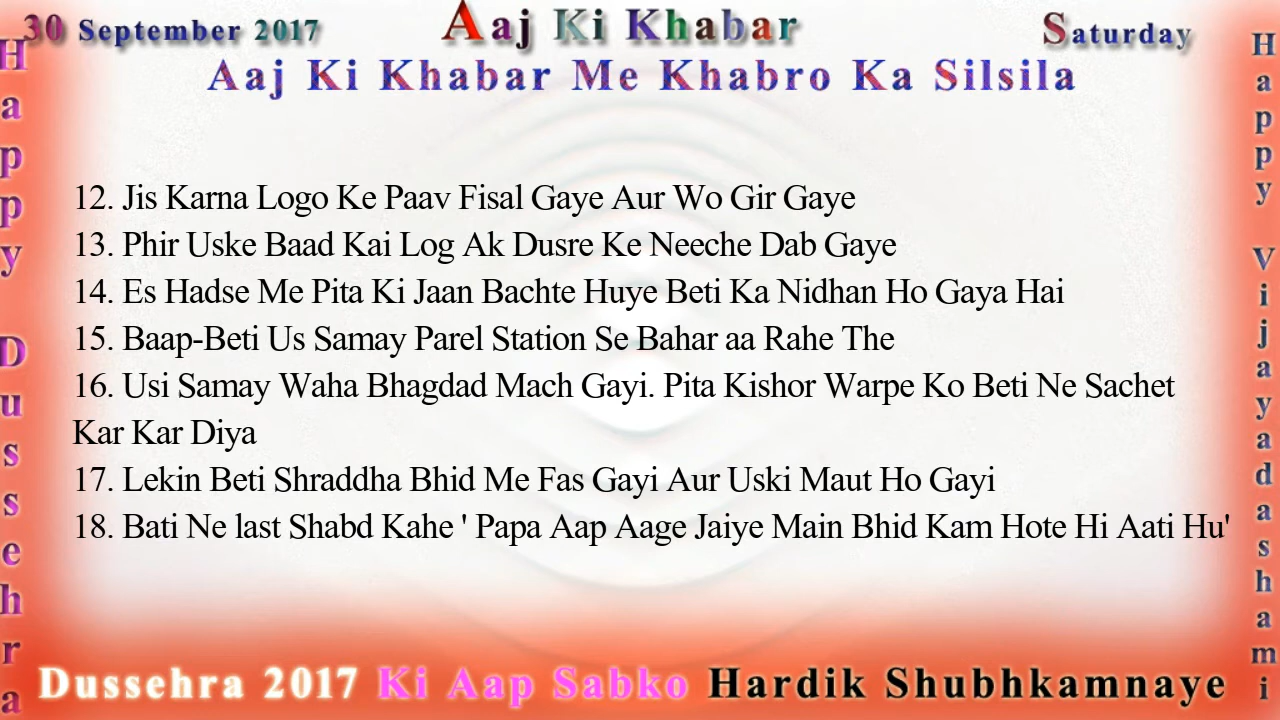 30 September 2017
Aaj Ki Khabar
Saturday
Aaj Ki Khabar Me Khabro Ka Silsila
Happy Dussehra
12. Jis Karna Logo Ke Paav Fisal Gaye Aur Wo Gir Gaye
13. Phir Uske Baad Kai Log Ak Dusre Ke Neeche Dab Gaye
14. Es Hadse Me Pita Ki Jaan Bachte Huye Beti Ka Nidhan Ho Gaya Hai
15. Baap-Beti Us Samay Parel Station Se Bahar aa Rahe The
16. Usi Samay Waha Bhagdad Mach Gayi. Pita Kishor Warpe Ko Beti Ne Sachet
Kar Kar Diya
17. Lekin Beti Shraddha Bhid Me Fas Gayi Aur Uski Maut Ho Gayi
18. Bati Ne last Shabd Kahe ' Papa Aap Aage Jaiye Main Bhid Kam Hote Hi Aati Hu'
Happy Vijayadashami
Dussehra 2017 Ki Aap Sabko Hardik Shubhkamnaye